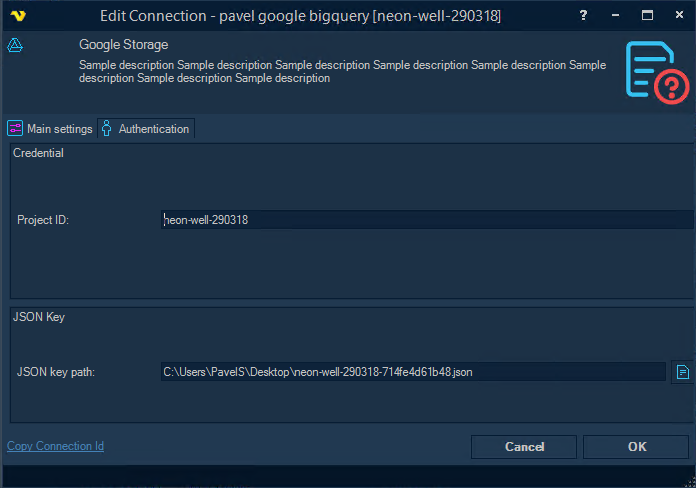 Edit Connection - pavel google bigquery [neon-well-290318]
?
Google Storage
Sample description Sample description Sample description Sample description Sample description Sample
description Sample description Sample description
?
Main settings
Authentication
Credential
Project ID:
neon-well-290318
JSON Key
JSON key path:
C:\Users\PavelS\Desktop\neon-well-290318-714fe4d61b48.json
Copy Connection Id
Cancel
OK